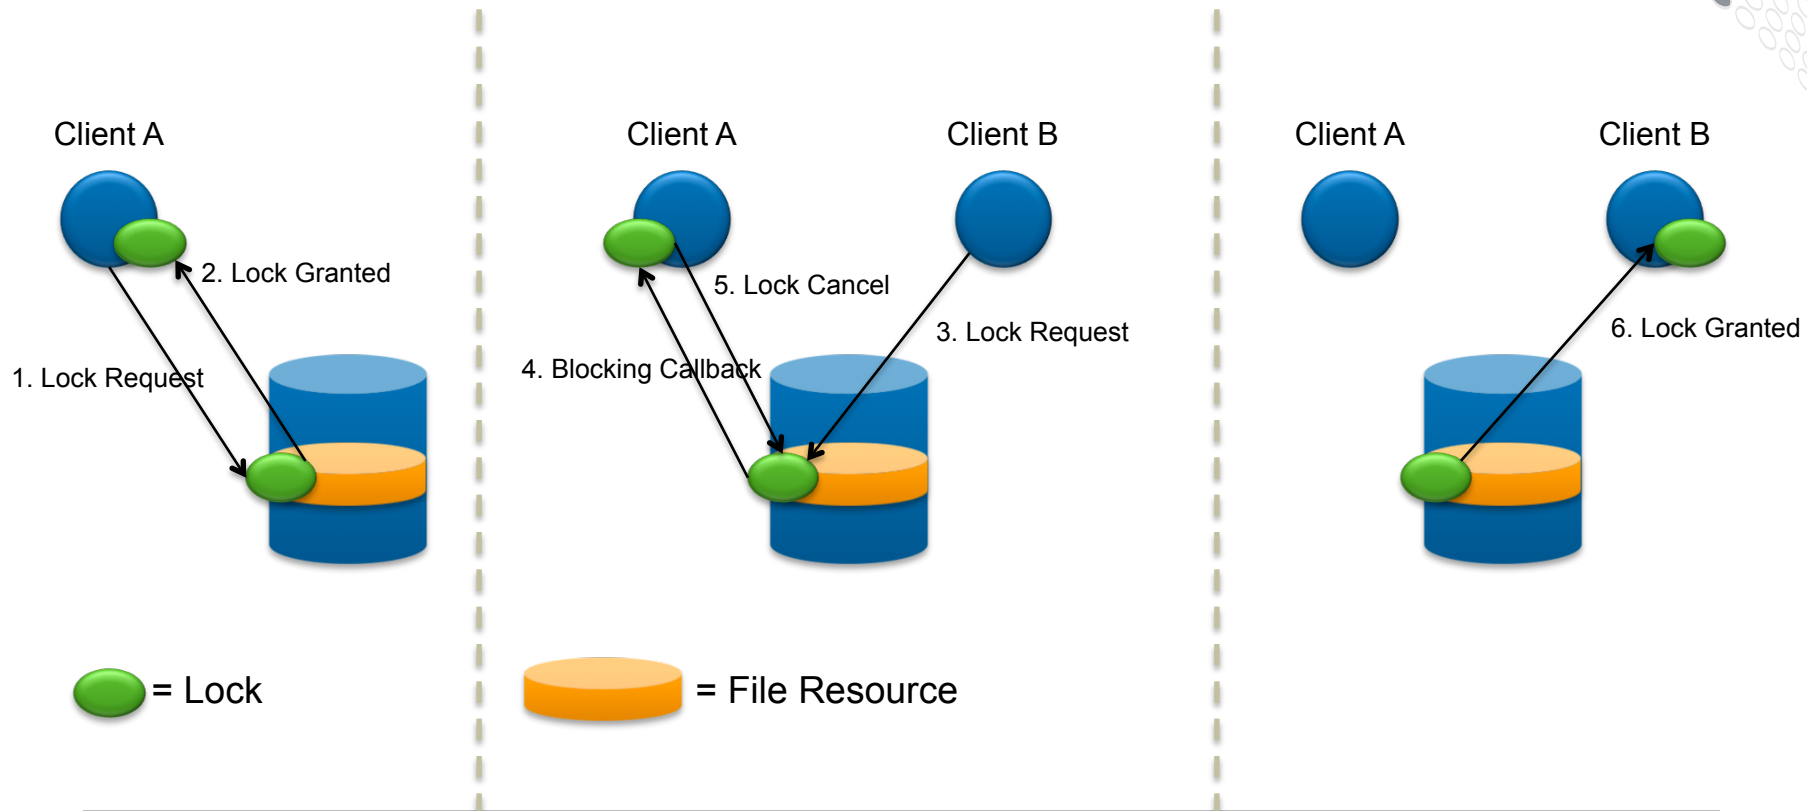 Client A
2. Lock Granted
1. Lock Request
Client A
Client B
5. Lock Cancel
3. Lock Request
4. Blocking Callback
Client A
Client B
6. Lock Granted
= Lock
= File Resource